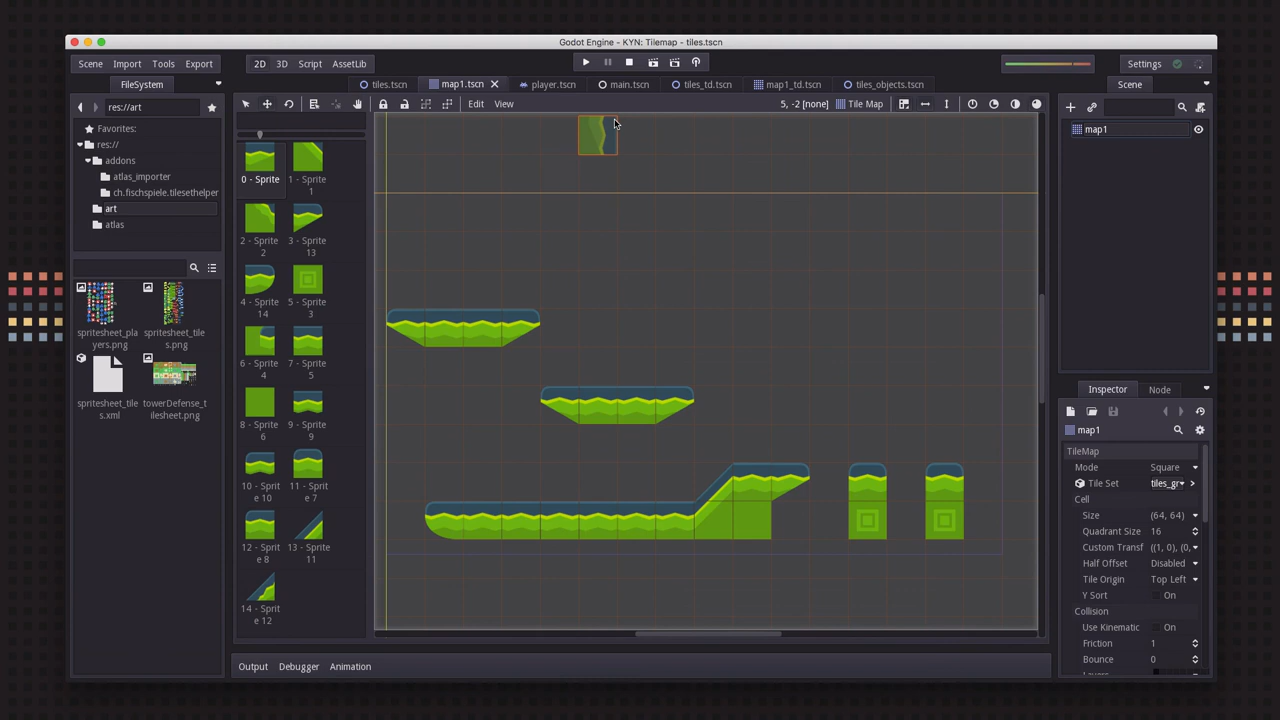 Godot Engine - KYN: Tilemap - tiles.tscn
Scene Import Tools Export
2D 3D Script AssetLib
Settings
FileSystem
tiles.tscn map1.tscn player.tscn main.tscn tiles_td.tscn map1_td.tscn tiles_objects.tscn
Scene
res://art
Edit View
5, -2 [none] Tile Map
Favorites:
res://
addons
atlas_importer
ch.fischspiele.tilesethelper
art
atlas
spritesheet_pla
yers.png
spritesheet_tile
s.png
spritesheet_tile
s.xml
towerDefense_t
ilesheet.png
0 - Sprite
1 - Sprite
1
2 - Sprite
2
3 - Sprite
13
4 - Sprite
14
5 - Sprite
3
6 - Sprit
4
7 - Sprite
5
8 - Sprite
6
9 - Sprite
9
10 - Sprit
e 10
11 - Sprit
e 7
12 - Sprit
e 8
13 - Sprite
11
14 - Sprit
e 12
map1
Inspector Node
map1
TileMap
Mode Square
Tile Set tiles_gr
Cell
Size (64, 64)
Quadrant Size 16
Custom Transf ((1, 0), (0,
Half Offset Disabled
Tile Origin Top Left
Y Sort On
Collision
Use Kinematic On
Friction 1
Bounce 0
Output Debugger Animation